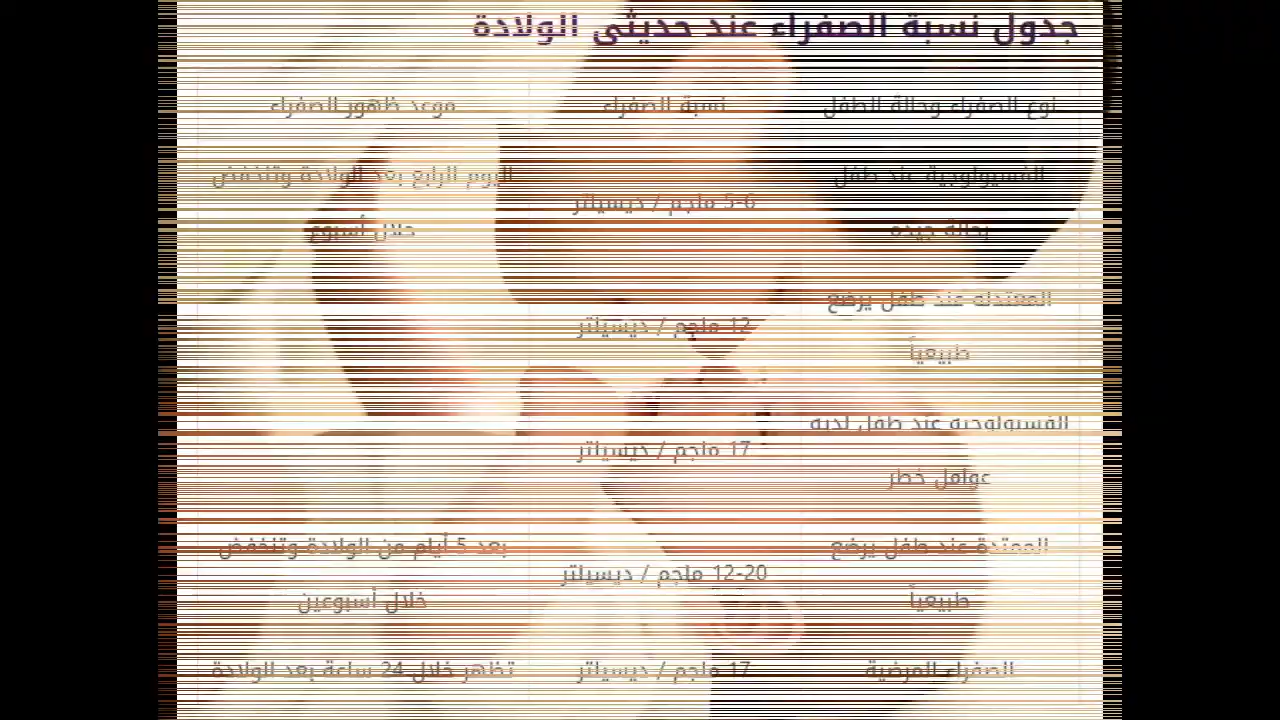 جدول نسبة الصفراء عند حديثي الولادة
نوع الصفراء وحالة الطفل
نسبة الصفراء
موعد ظهور الصفراء
الفسيولوجية عند طفل
بحالة جيدة
5-6 ملجم / ديسيلتر
اليوم الرابع بعد الولادة وتنخفض
خلال أسبوع
المعتدلة عند طفل يرضع
طبيعياً
12 ملجم / ديسيلتر
الفسيولوجية عند طفل لديه
عوامل خطر
17 ملجم / ديسيلتر
الممتدة عند طفل يرضع
طبيعياً
12-20 ملجم / ديسيلتر
بعد 5 أيام من الولادة وتنخفض
خلال أسبوعين
الصفراء المرضية
17 ملجم / ديسيلتر
تظهر خلال 24 ساعة بعد الولادة